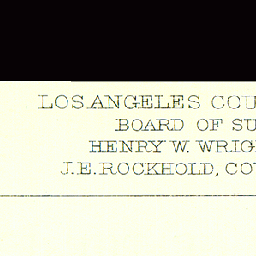 LOS ANGELES COU
BOARD OF SU
HENRY W. WRIG
J.E. ROCKHOLD, CO